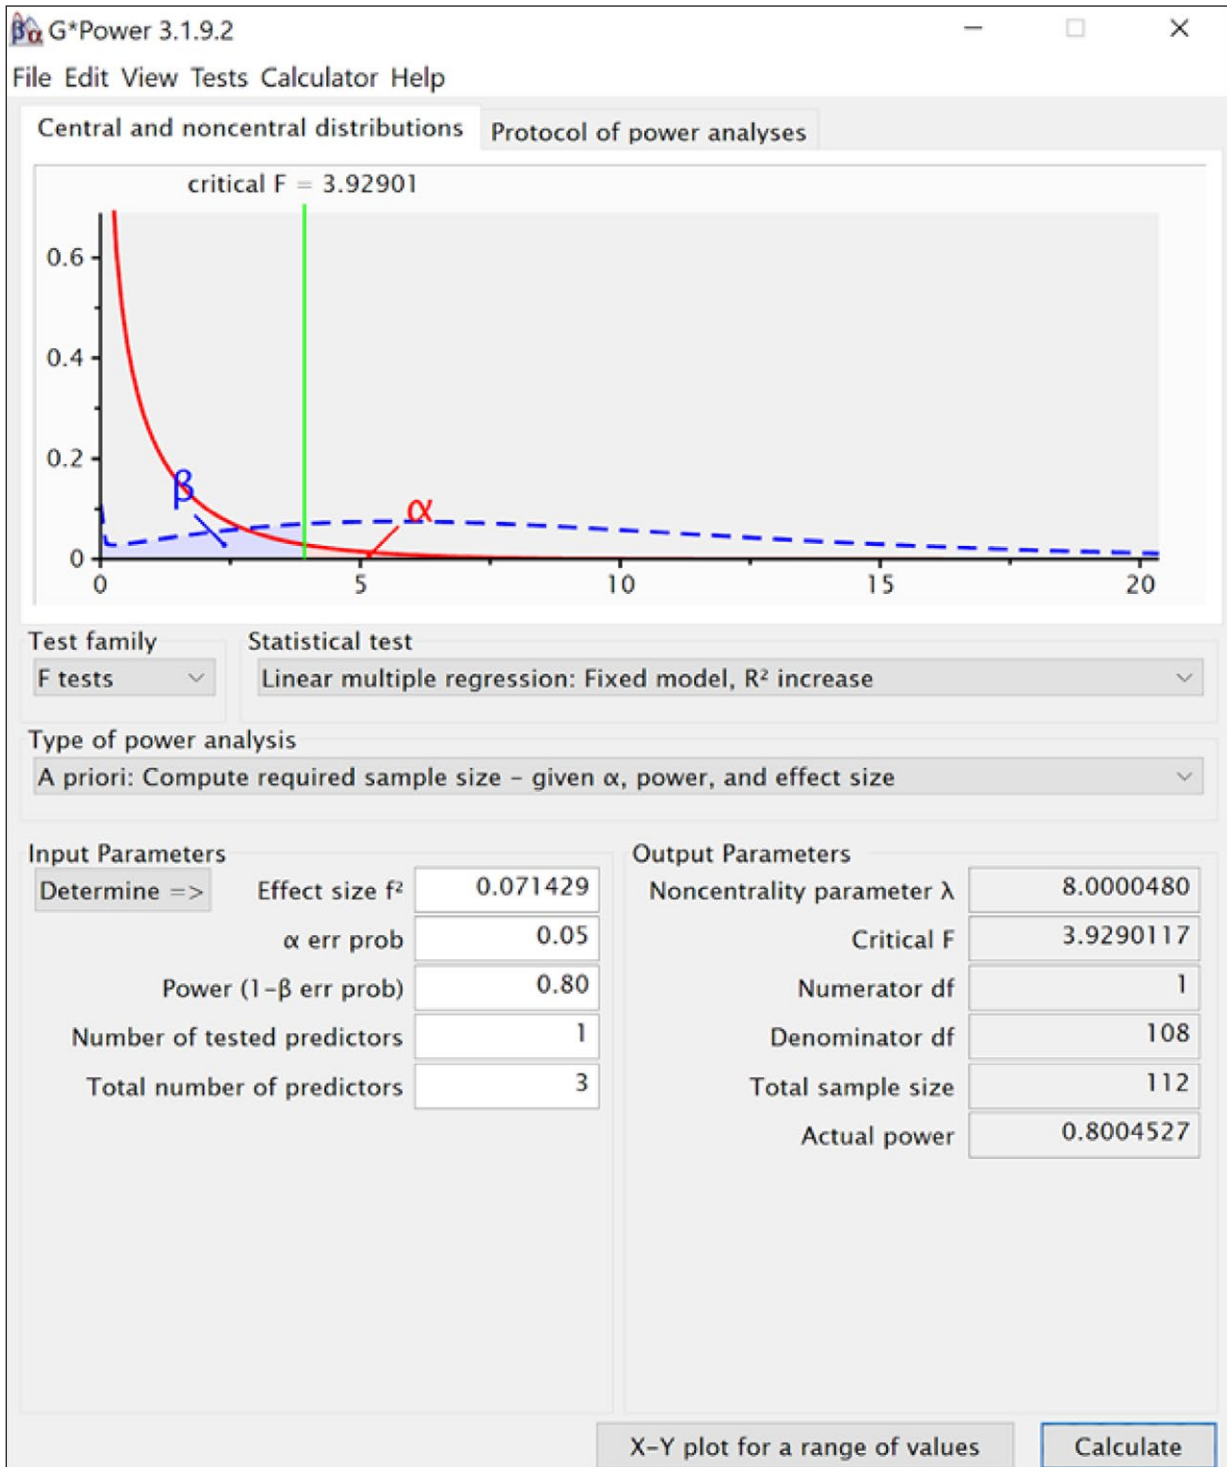 βα G*Power 3.1.9.2
File Edit View Tests Calculator Help
Central and noncentral distributions Protocol of power analyses
critical F = 3.92901
0.6
0.4
0.2
β
α
0
0 5 10 15 20
Test family Statistical test
F tests Linear multiple regression: Fixed model, R² increase
Type of power analysis
A priori: Compute required sample size – given α, power, and effect size
Input Parameters Output Parameters
Determine => Effect size f² 0.071429 Noncentrality parameter λ 8.0000480
α err prob 0.05 Critical F 3.9290117
Power (1-β err prob) 0.80 Numerator df 1
Number of tested predictors 1 Denominator df 108
Total number of predictors 3 Total sample size 112
Actual power 0.8004527
X-Y plot for a range of values Calculate